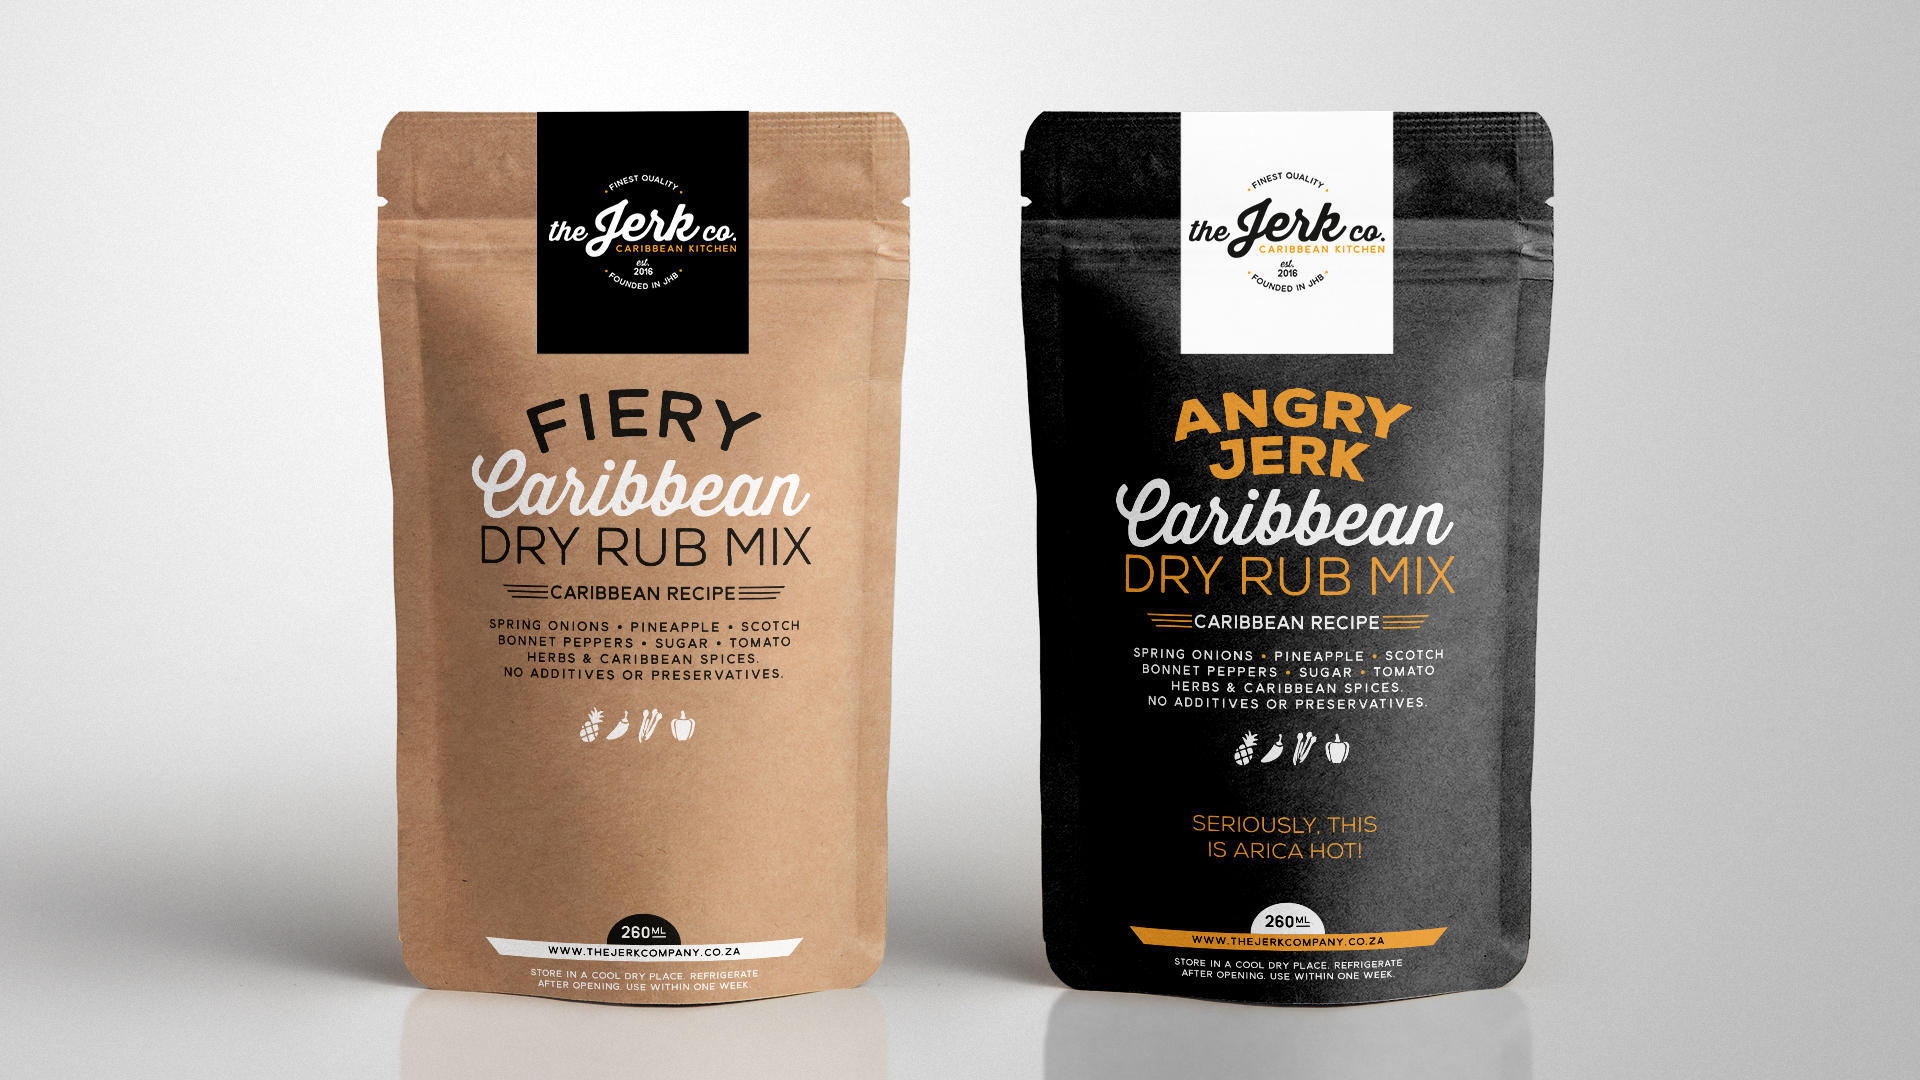 FINEST QUALITY
the Jerk co.
CARIBBEAN KITCHEN
est.
2016
FOUNDED IN JHB
FIERY
Caribbean
DRY RUB MIX
CARIBBEAN RECIPE
SPRING ONIONS • PINEAPPLE • SCOTCH
BONNET PEPPERS • SUGAR • TOMATO
HERBS & CARIBBEAN SPICES.
NO ADDITIVES OR PRESERVATIVES.
260ML
WWW.THEJERKCOMPANY.CO.ZA
STORE IN A COOL DRY PLACE. REFRIGERATE
AFTER OPENING. USE WITHIN ONE WEEK.
FINEST QUALITY
the Jerk co.
CARIBBEAN KITCHEN
est.
2016
FOUNDED IN JHB
ANGRY
JERK
Caribbean
DRY RUB MIX
CARIBBEAN RECIPE
SPRING ONIONS • PINEAPPLE • SCOTCH
BONNET PEPPERS • SUGAR • TOMATO
HERBS & CARIBBEAN SPICES.
NO ADDITIVES OR PRESERVATIVES.
SERIOUSLY, THIS
IS ARICA HOT!
260ML
WWW.THEJERKCOMPANY.CO.ZA
STORE IN A COOL DRY PLACE. REFRIGERATE
AFTER OPENING. USE WITHIN ONE WEEK.